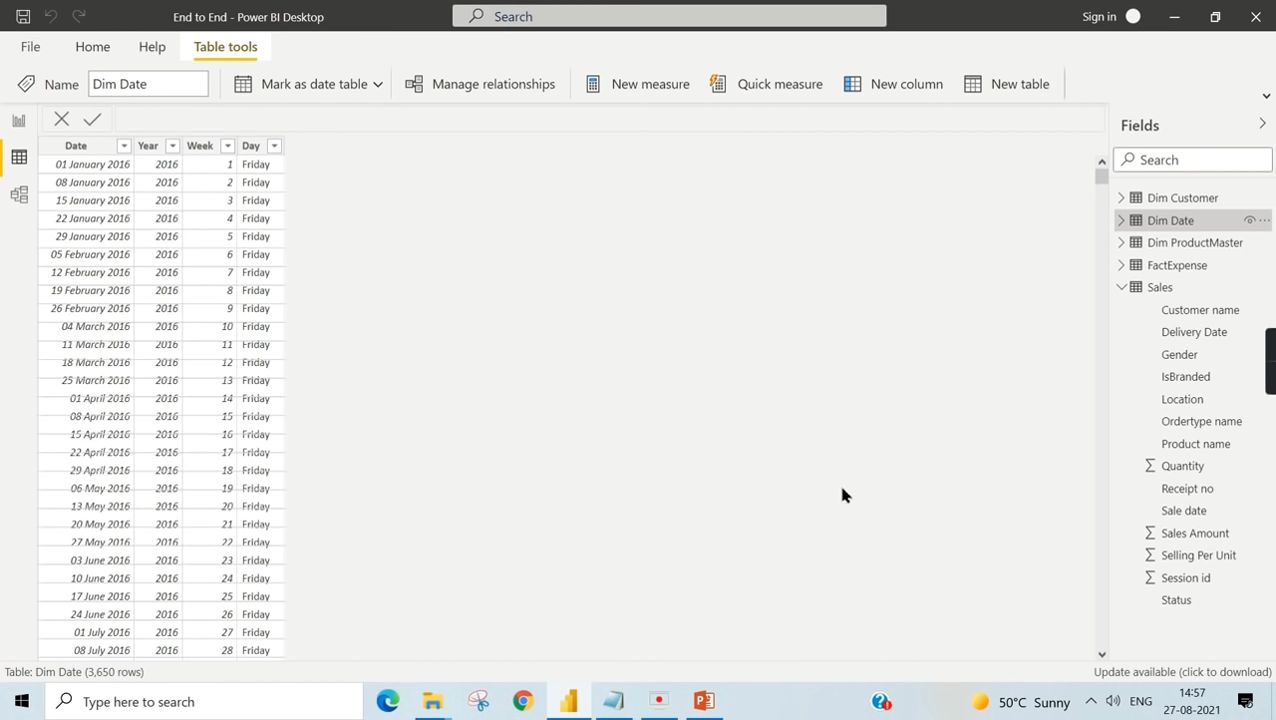 End to End - Power BI Desktop
Search
Sign in
File
Home
Help
Table tools
Name
Dim Date
Mark as date table
Manage relationships
New measure
Quick measure
New column
New table
Date Year Week Day
01 January 2016 2016 1 Friday
08 January 2016 2016 2 Friday
15 January 2016 2016 3 Friday
22 January 2016 2016 4 Friday
29 January 2016 2016 5 Friday
05 February 2016 2016 6 Friday
12 February 2016 2016 7 Friday
19 February 2016 2016 8 Friday
26 February 2016 2016 9 Friday
04 March 2016 2016 10 Friday
11 March 2016 2016 11 Friday
18 March 2016 2016 12 Friday
25 March 2016 2016 13 Friday
01 April 2016 2016 14 Friday
08 April 2016 2016 15 Friday
15 April 2016 2016 16 Friday
22 April 2016 2016 17 Friday
29 April 2016 2016 18 Friday
06 May 2016 2016 19 Friday
13 May 2016 2016 20 Friday
20 May 2016 2016 21 Friday
27 May 2016 2016 22 Friday
03 June 2016 2016 23 Friday
10 June 2016 2016 24 Friday
17 June 2016 2016 25 Friday
24 June 2016 2016 26 Friday
01 July 2016 2016 27 Friday
08 July 2016 2016 28 Friday
Fields
Search
Dim Customer
Dim Date
Dim ProductMaster
FactExpense
Sales
Customer name
Delivery Date
Gender
IsBranded
Location
Ordertype name
Product name
Quantity
Receipt no
Sale date
Sales Amount
Selling Per Unit
Session id
Status
Table: Dim Date (3,650 rows)
Update available (click to download)
Type here to search
50°C Sunny
ENG
14:57
27-08-2021